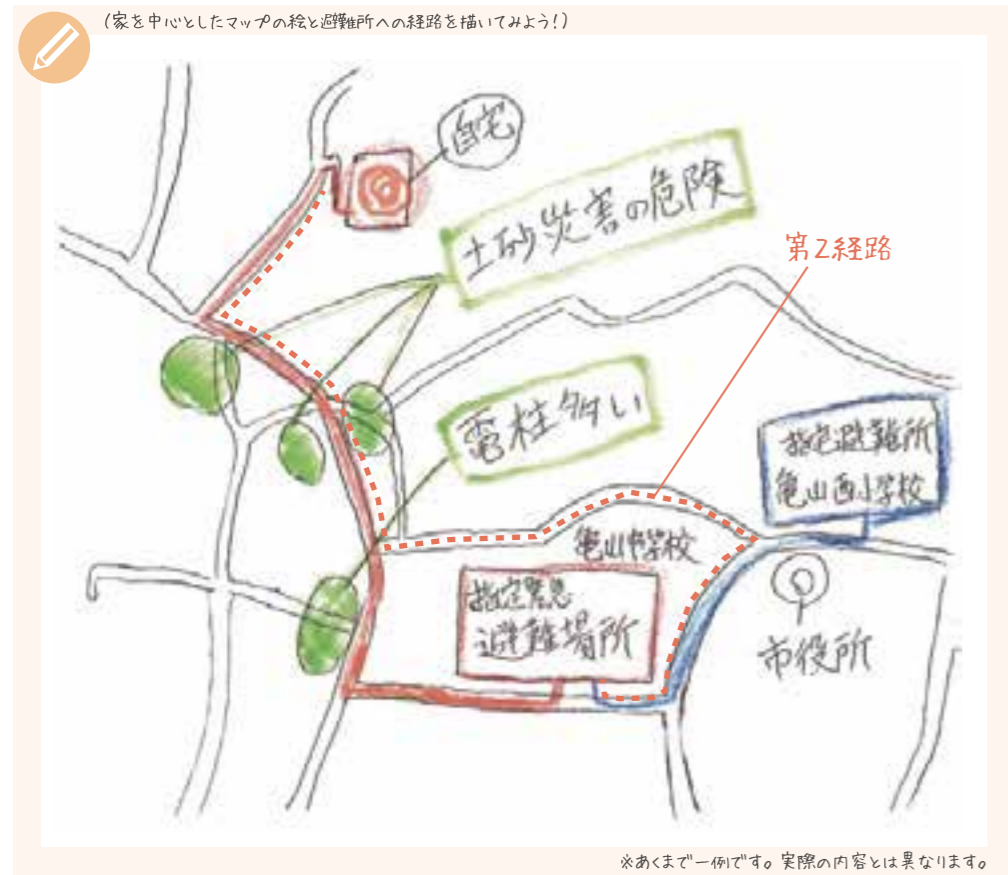 (家を中心としたマップの絵と避難所への経路を描いてみよう!)
自宅
土砂災害の危険
第2経路
電柱多い
指定避難所
亀山西小学校
亀山中学校
指定緊急
避難場所
市役所
※あくまで一例です。実際の内容とは異なります。